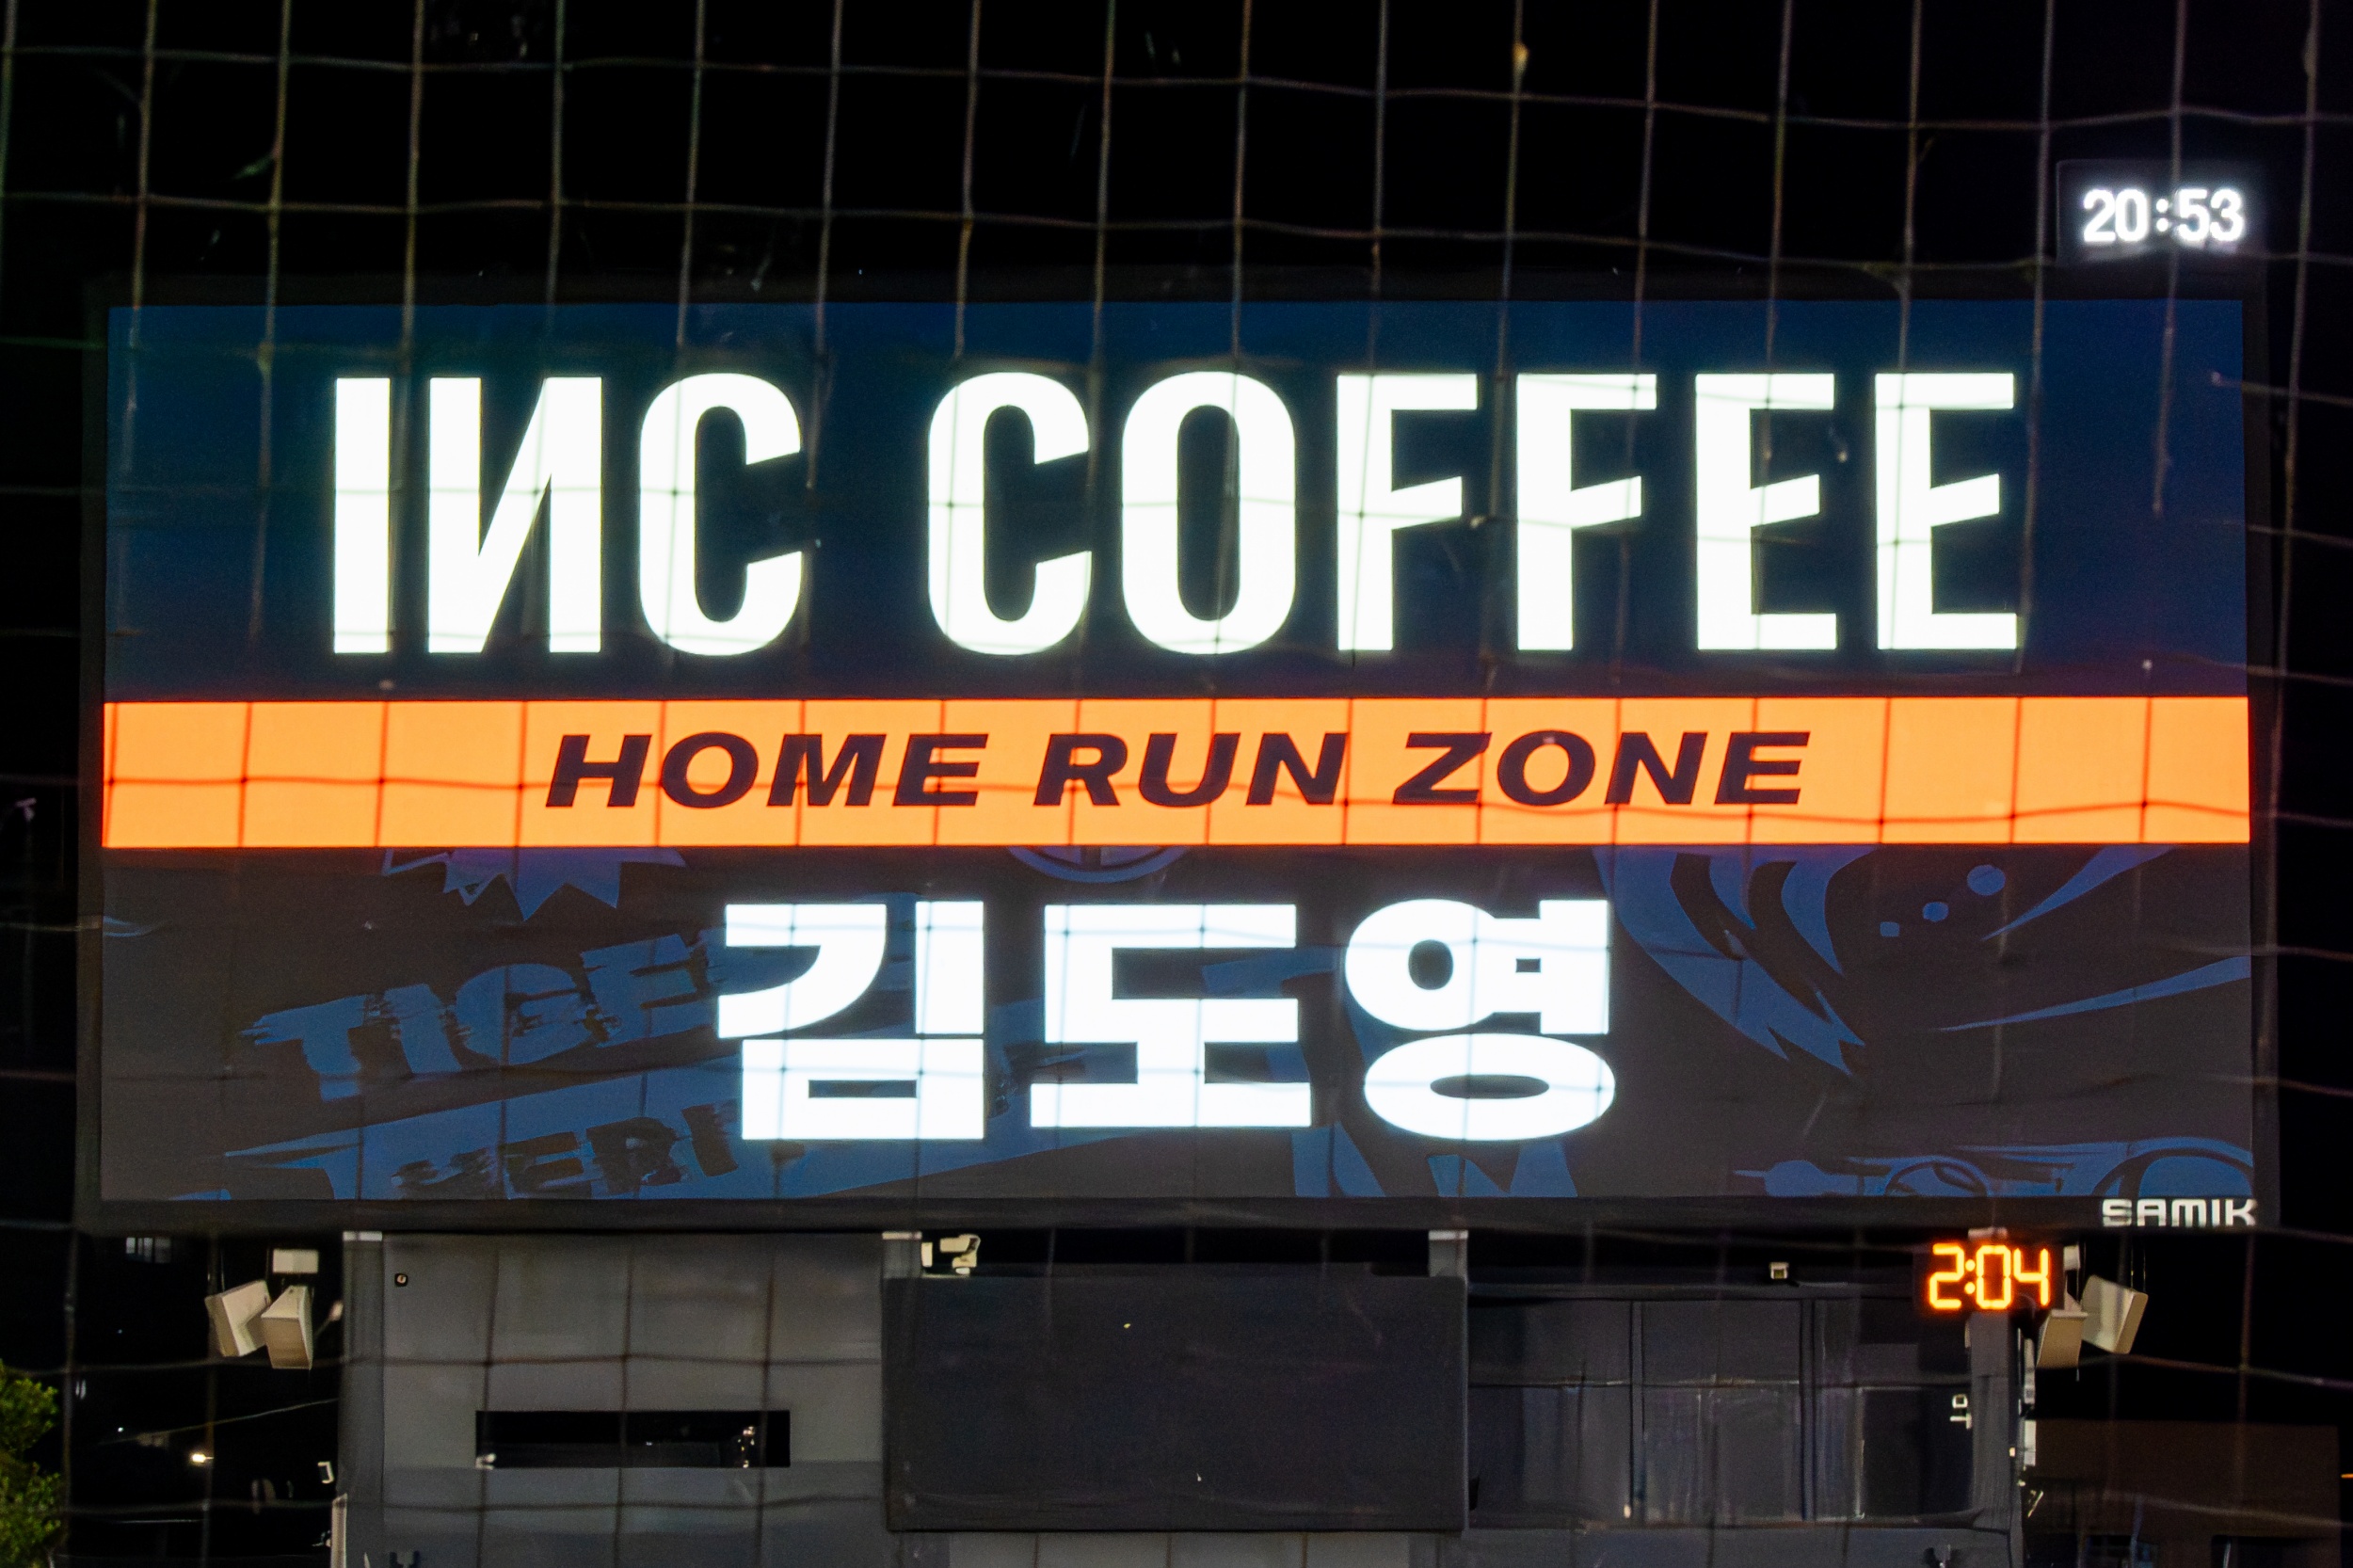 20:53
INC COFFEE
HOME RUN ZONE
김도영
SAMIK
2:04